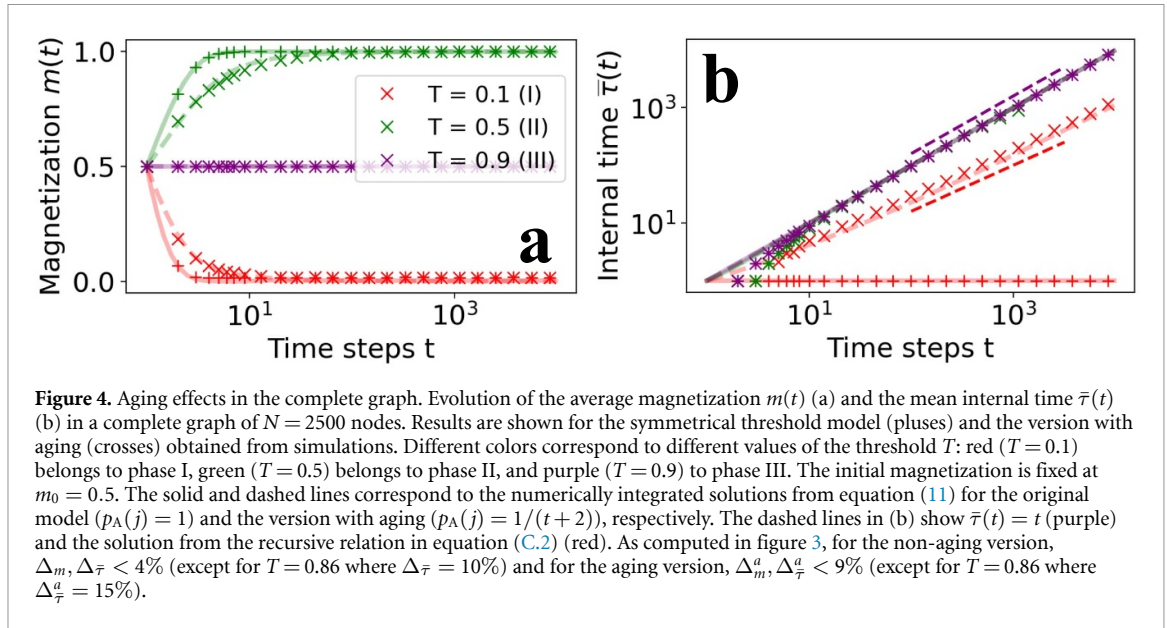 Magnetization m(t)
1.0
0.5
0.0
T = 0.1 (I)
T = 0.5 (II)
T = 0.9 (III)
a
10¹
10³
Time steps t
Internal time τ̄(t)
10³
10¹
b
10¹
10³
Time steps t
Figure 4. Aging effects in the complete graph. Evolution of the average magnetization m(t) (a) and the mean internal time τ̄(t)
(b) in a complete graph of N = 2500 nodes. Results are shown for the symmetrical threshold model (pluses) and the version with
aging (crosses) obtained from simulations. Different colors correspond to different values of the threshold T: red (T = 0.1)
belongs to phase I, green (T = 0.5) belongs to phase II, and purple (T = 0.9) to phase III. The initial magnetization is fixed at
m₀ = 0.5. The solid and dashed lines correspond to the numerically integrated solutions from equation (11) for the original
model (p_A(j) = 1) and the version with aging (p_A(j) = 1/(t + 2)), respectively. The dashed lines in (b) show τ̄(t) = t (purple)
and the solution from the recursive relation in equation (C.2) (red). As computed in figure 3, for the non-aging version,
Δ_m, Δ_τ̄ < 4% (except for T = 0.86 where Δ_τ̄ = 10%) and for the aging version, Δ^a_m, Δ^a_τ̄ < 9% (except for T = 0.86 where
Δ^a_τ̄ = 15%).